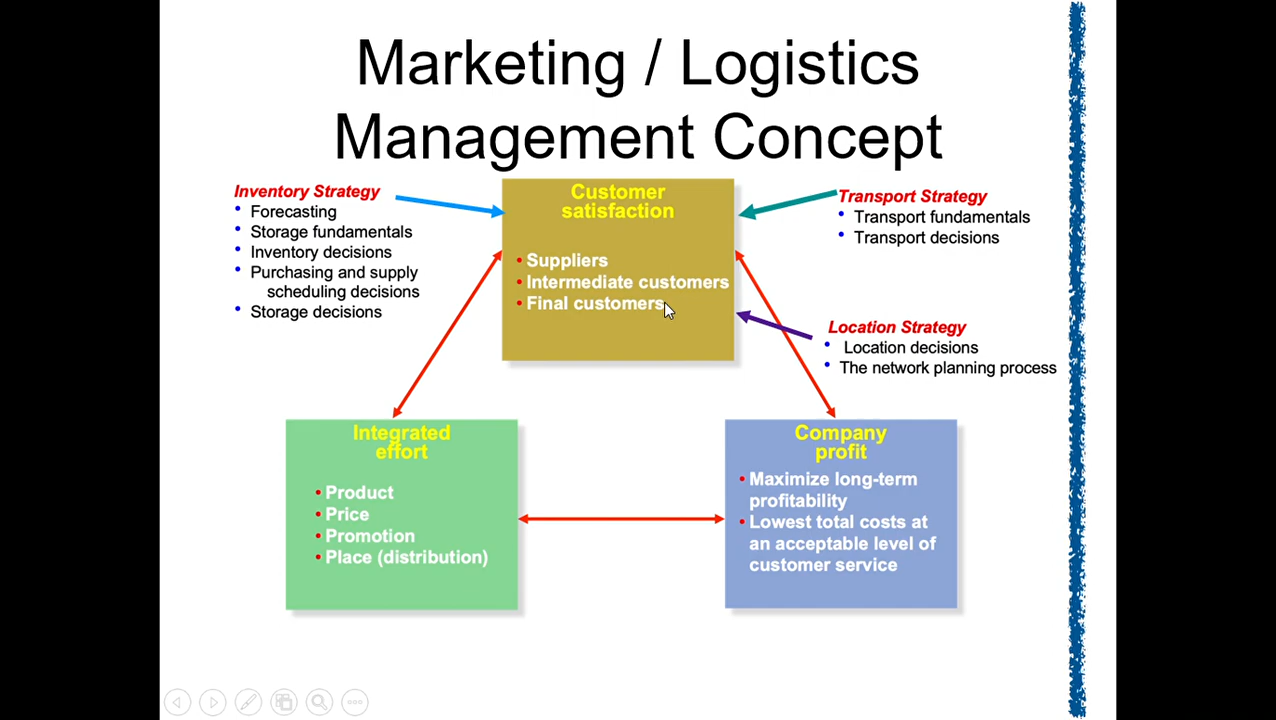 Marketing / Logistics
Management Concept
Inventory Strategy
• Forecasting
• Storage fundamentals
• Inventory decisions
• Purchasing and supply
scheduling decisions
• Storage decisions
Customer
satisfaction
• Suppliers
• Intermediate customers
• Final customers
Transport Strategy
• Transport fundamentals
• Transport decisions
Location Strategy
• Location decisions
• The network planning process
Integrated
effort
• Product
• Price
• Promotion
• Place (distribution)
Company
profit
• Maximize long-term
profitability
• Lowest total costs at
an acceptable level of
customer service